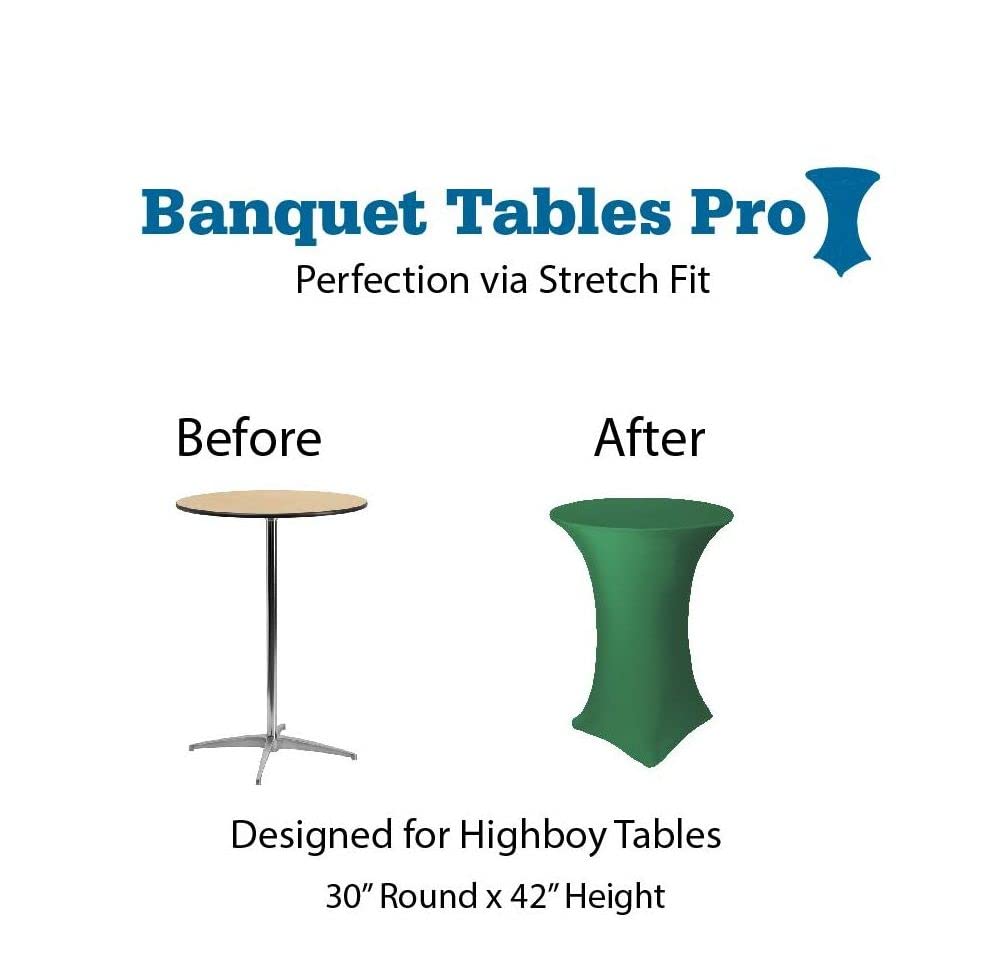 Banquet Tables Pro
Perfection via Stretch Fit
Before After
Designed for Highboy Tables
30” Round x 42” Height